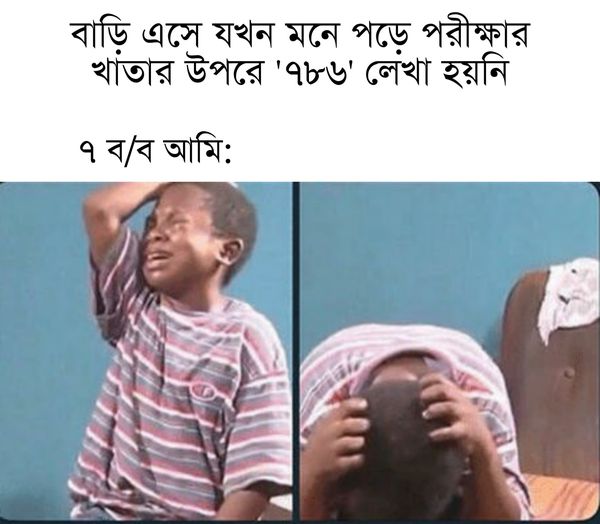 বাড়ি এসে যখন মনে পড়ে পরীক্ষার
খাতার উপরে '৭৮৬' লেখা হয়নি
৭ ব/ব আমি: